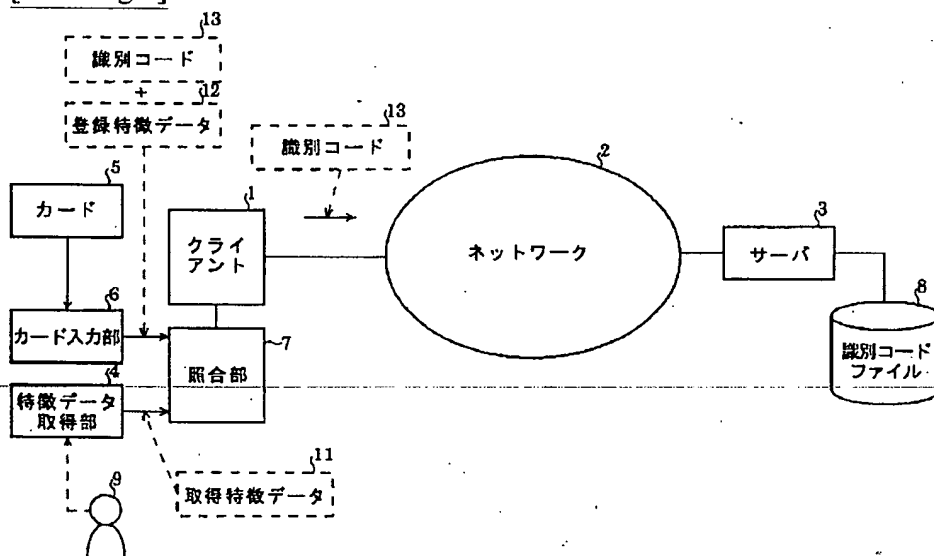 13
識別コード
+
12
登録特徴データ
13
識別コード
5
カード
1
クライ
アント
2
ネットワーク
3
サーバ
6
カード入力部
7
照合部
8
識別コード
ファイル
4
特徴データ
取得部
11
取得特徴データ
9